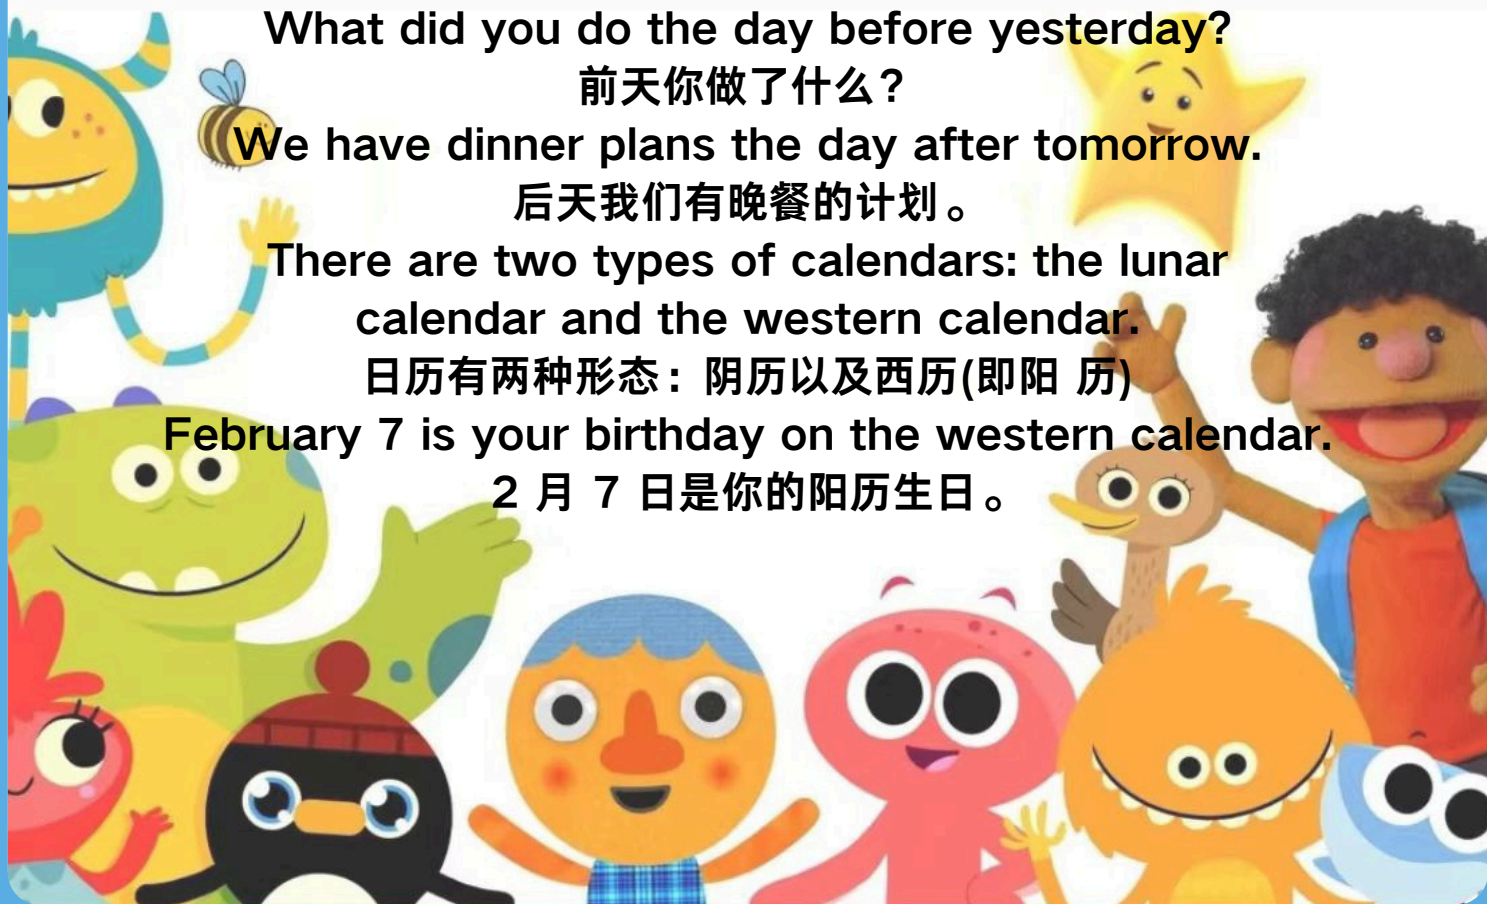 What did you do the day before yesterday?
前天你做了什么？
We have dinner plans the day after tomorrow.
后天我们有晚餐的计划。
There are two types of calendars: the lunar
calendar and the western calendar.
日历有两种形态：阴历以及西历(即阳 历)
February 7 is your birthday on the western calendar.
2 月 7 日是你的阳历生日。